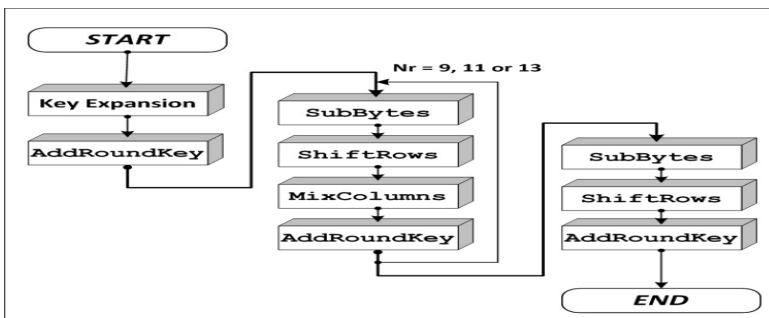 START
Key Expansion
AddRoundKey
Nr = 9, 11 or 13
SubBytes
ShiftRows
MixColumns
AddRoundKey
SubBytes
ShiftRows
AddRoundKey
END